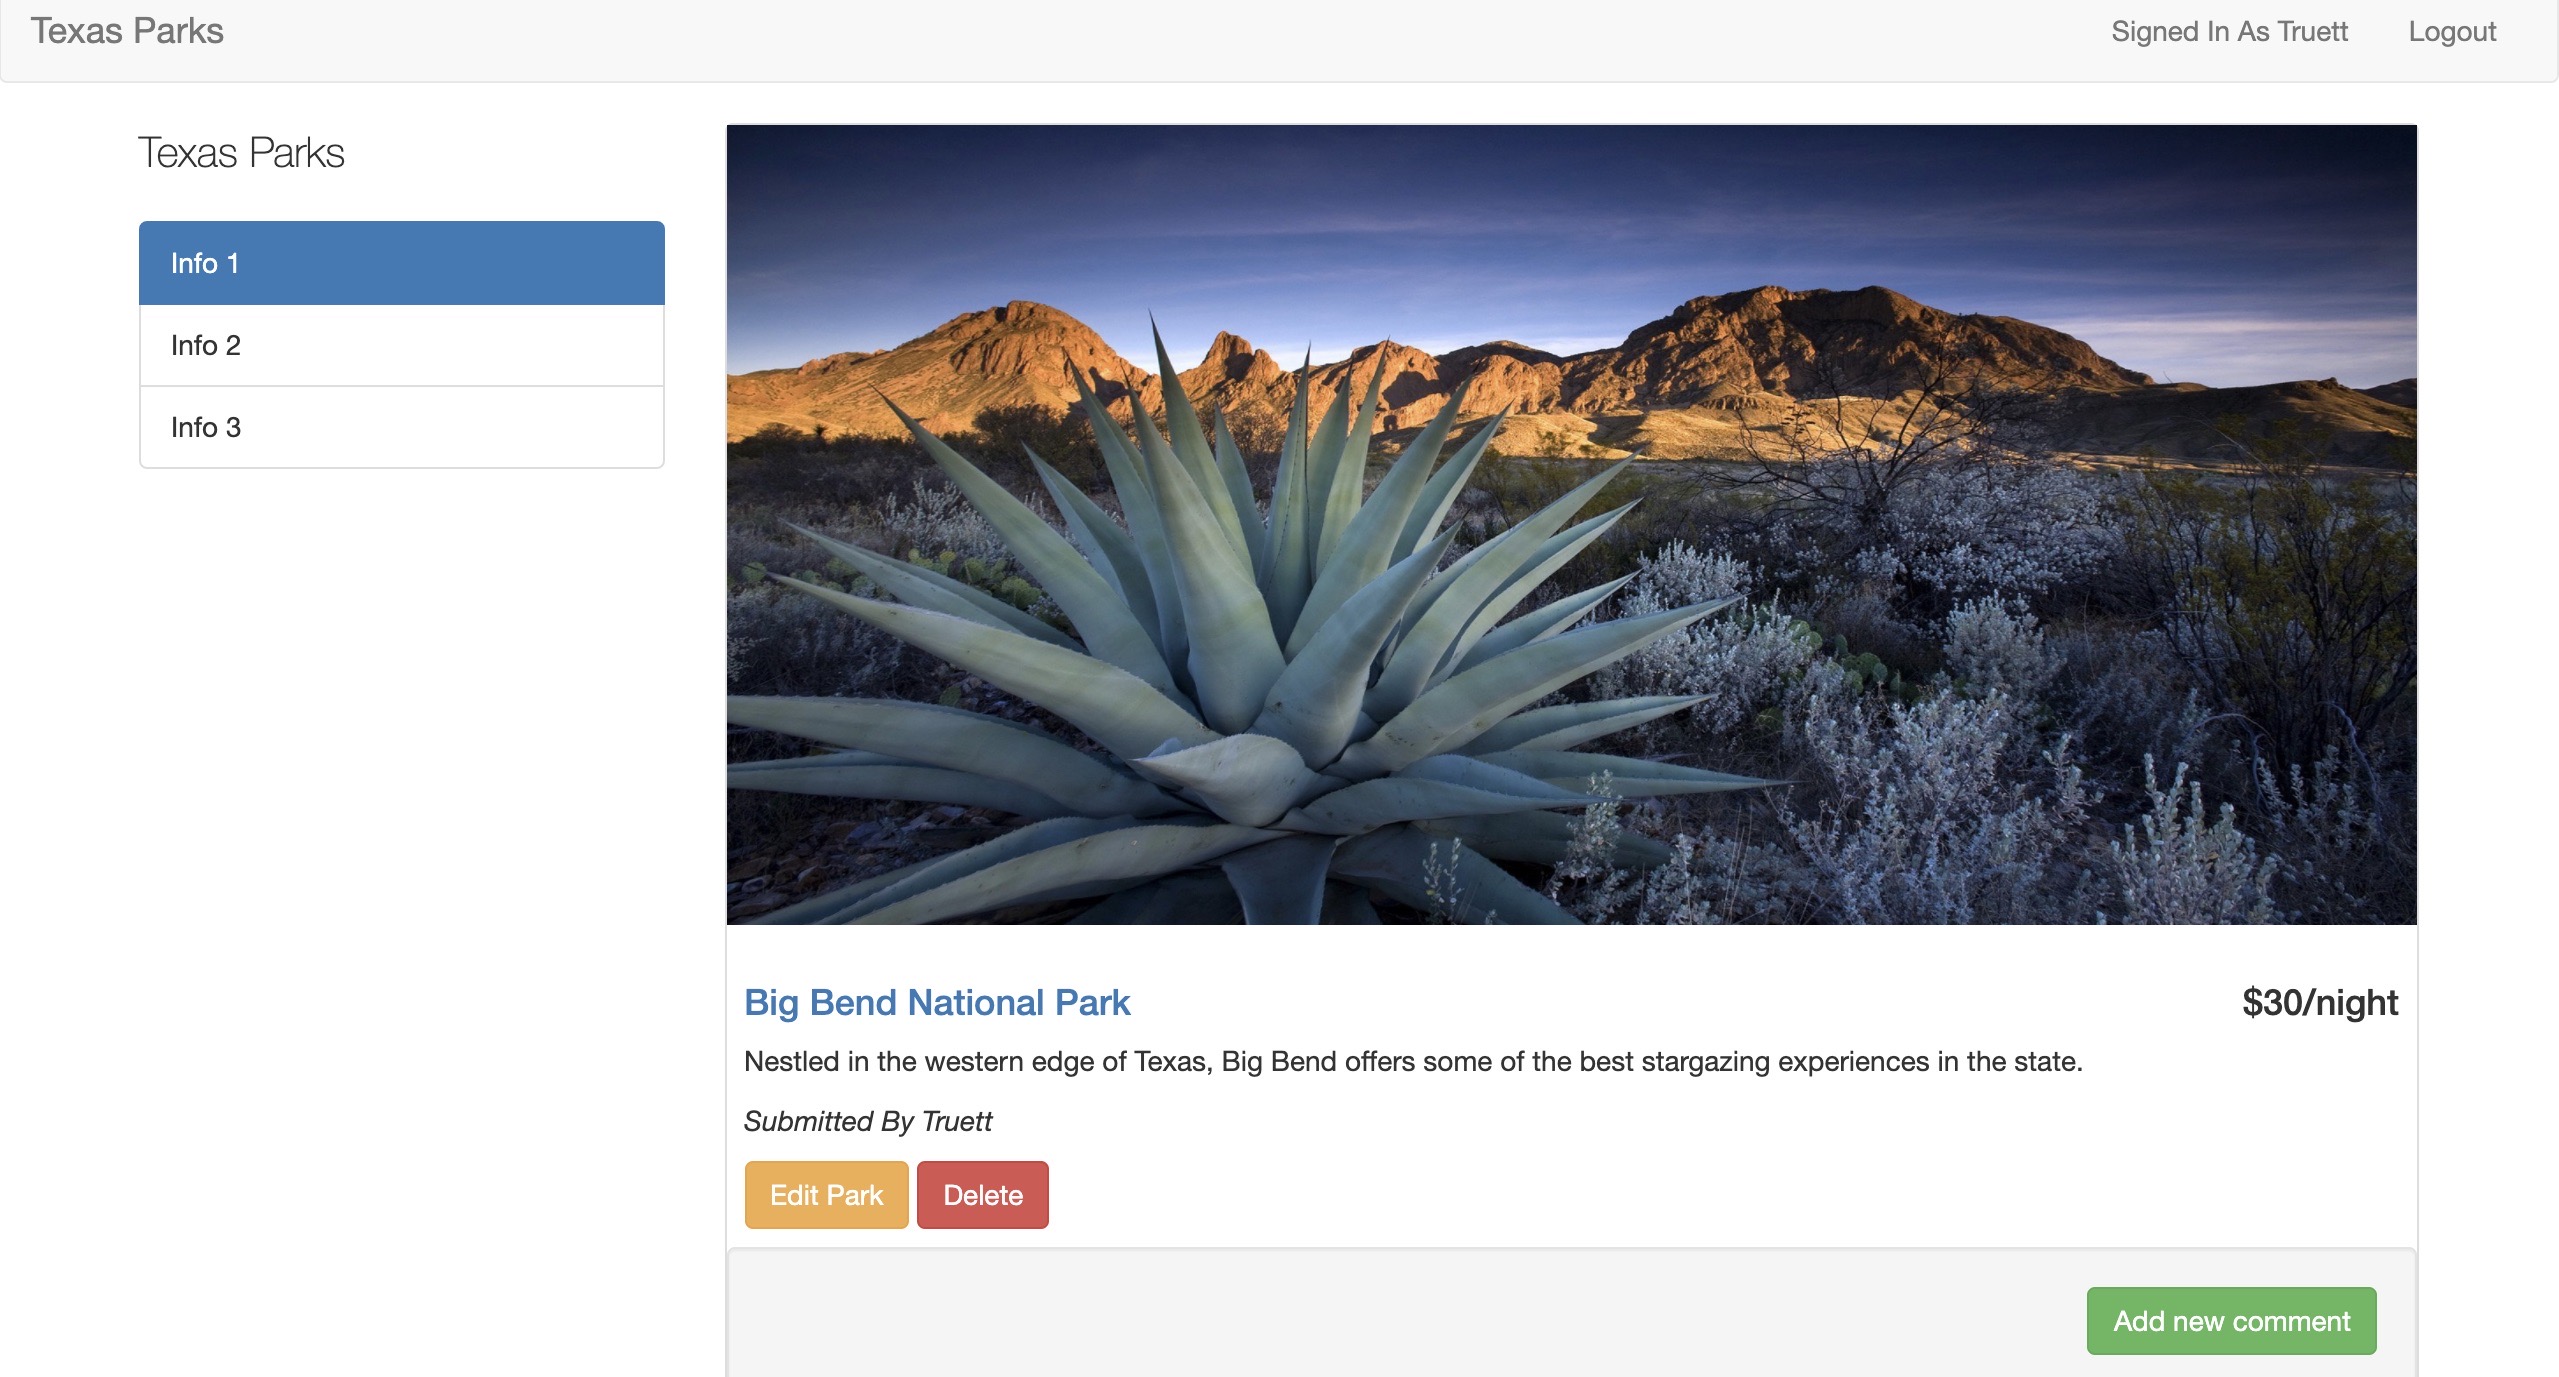 Texas Parks
Signed In As Truett
Logout
Texas Parks
Info 1
Info 2
Info 3
Big Bend National Park
$30/night
Nestled in the western edge of Texas, Big Bend offers some of the best stargazing experiences in the state.
Submitted By Truett
Edit Park
Delete
Add new comment